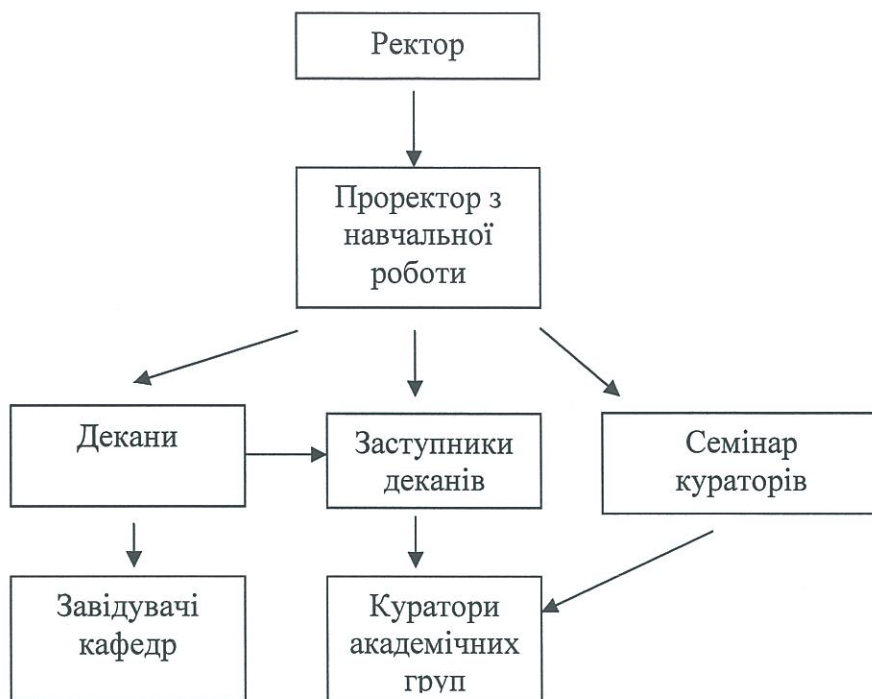 Ректор
Проректор з
навчальної
роботи
Декани
Заступники
деканів
Семінар
кураторів
Завідувачі
кафедр
Куратори
академічних
груп